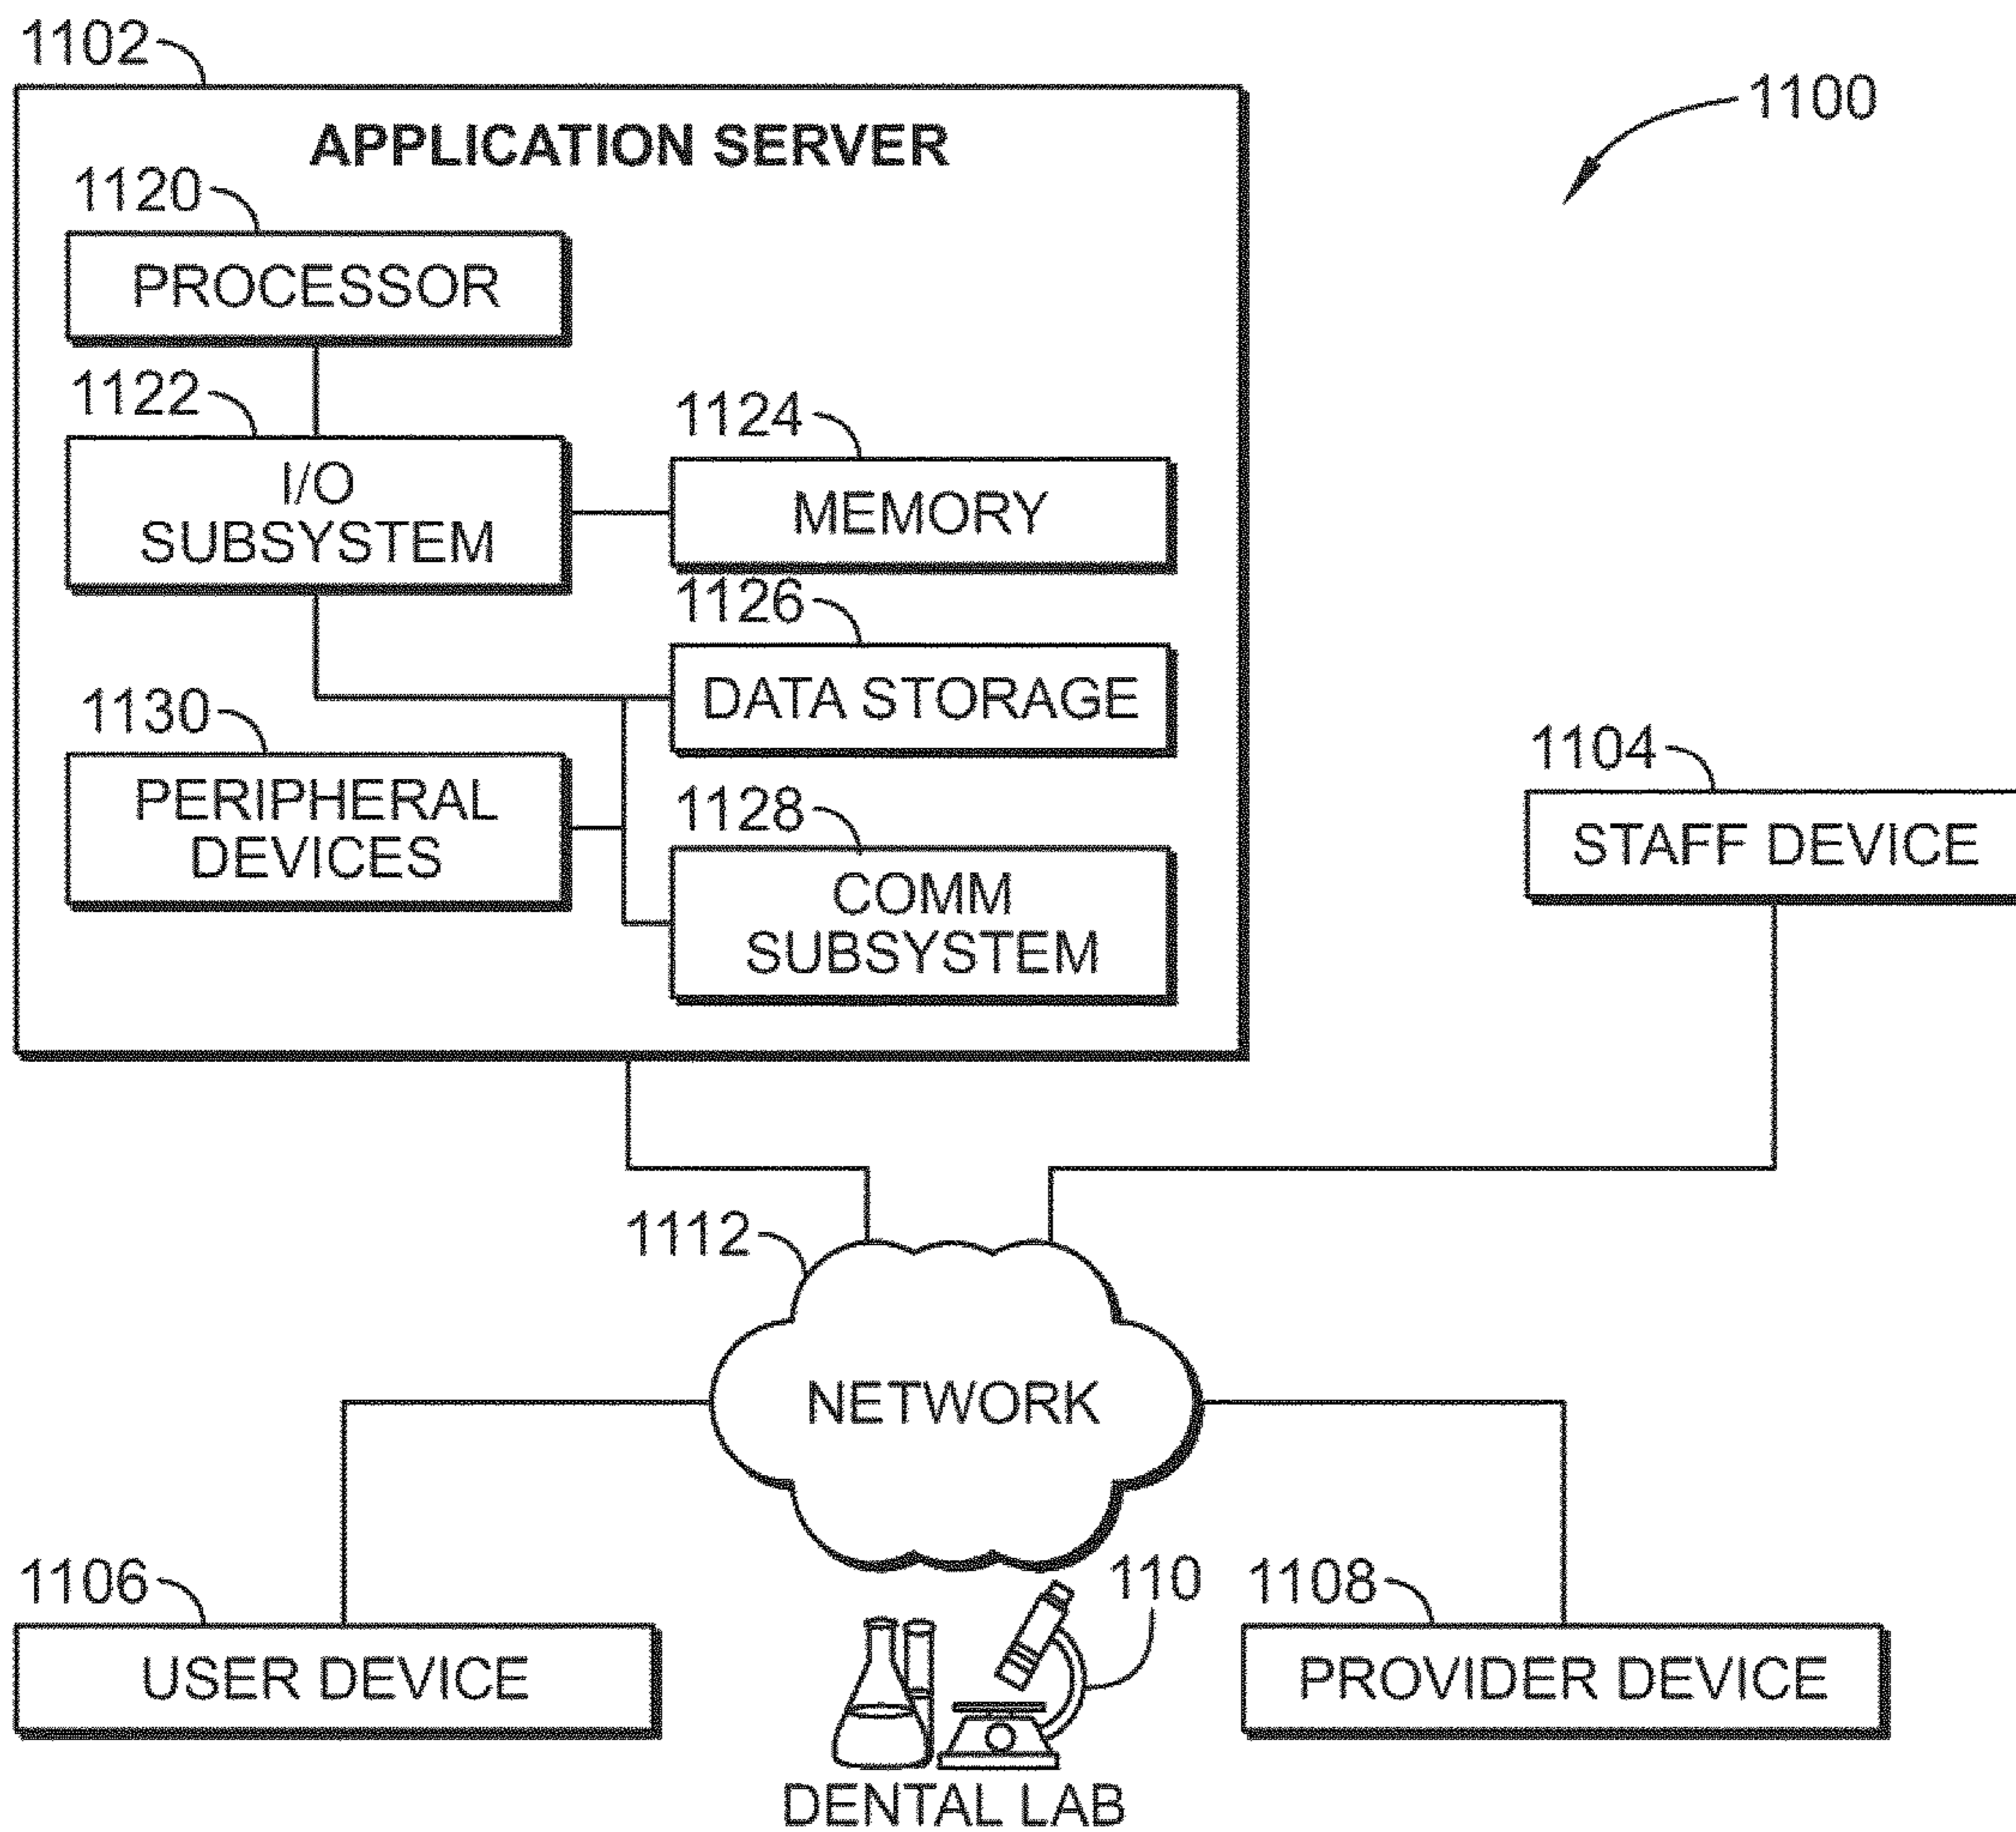 1102
1100
APPLICATION SERVER
1120
PROCESSOR
1122
I/O
SUBSYSTEM
1124
MEMORY
1126
DATA STORAGE
1130
PERIPHERAL
DEVICES
1128
COMM
SUBSYSTEM
1104
STAFF DEVICE
1112
NETWORK
1106
USER DEVICE
110
DENTAL LAB
1108
PROVIDER DEVICE